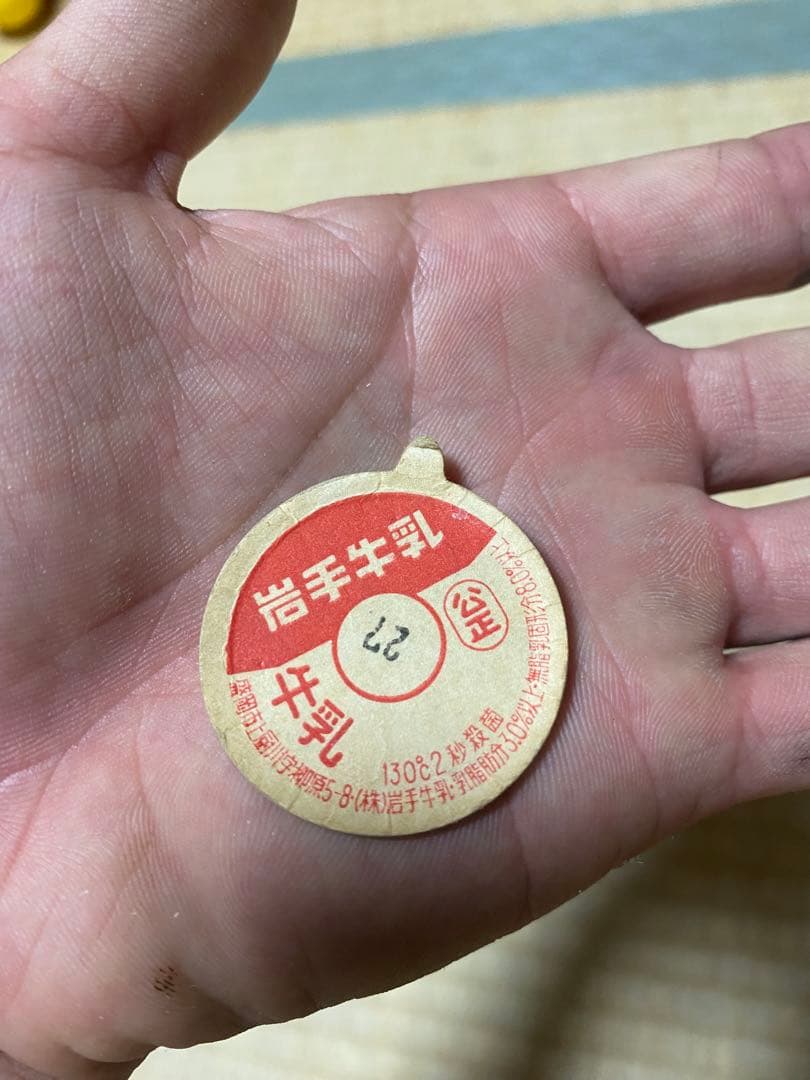 岩手牛乳
公正
27
牛乳
130℃2秒殺菌
盛岡市上厨川字柳原5-8·(株)岩手牛乳·乳脂肪分3.0%以上·無脂乳固形分8.0%以上